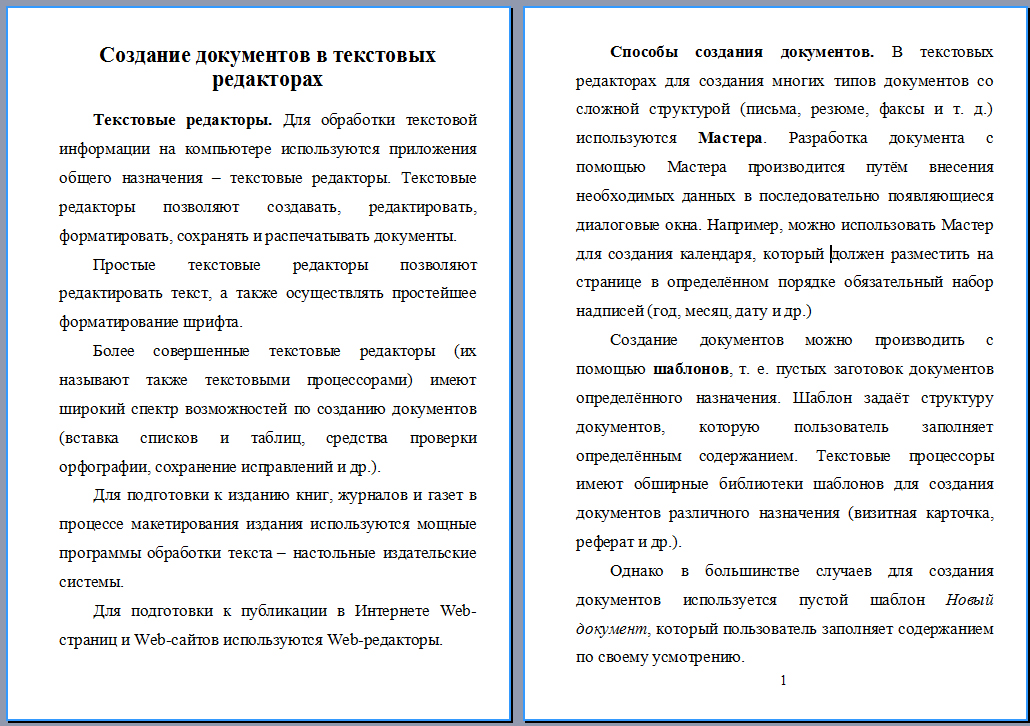 Создание документов в текстовых
редакторах
Текстовые редакторы. Для обработки текстовой
информации на компьютере используются приложения
общего назначения – текстовые редакторы. Текстовые
редакторы позволяют создавать, редактировать,
форматировать, сохранять и распечатывать документы.
Простые текстовые редакторы позволяют
редактировать текст, а также осуществлять простейшее
форматирование шрифта.
Более совершенные текстовые редакторы (их
называют также текстовыми процессорами) имеют
широкий спектр возможностей по созданию документов
(вставка списков и таблиц, средства проверки
орфографии, сохранение исправлений и др.).
Для подготовки к изданию книг, журналов и газет в
процессе макетирования издания используются мощные
программы обработки текста – настольные издательские
системы.
Для подготовки к публикации в Интернете Web-
страниц и Web-сайтов используются Web-редакторы.
Способы создания документов. В текстовых
редакторах для создания многих типов документов со
сложной структурой (письма, резюме, факсы и т. д.)
используются Мастера. Разработка документа с
помощью Мастера производится путём внесения
необходимых данных в последовательно появляющиеся
диалоговые окна. Например, можно использовать Мастер
для создания календаря, который должен разместить на
странице в определённом порядке обязательный набор
надписей (год, месяц, дату и др.)
Создание документов можно производить с
помощью шаблонов, т. е. пустых заготовок документов
определённого назначения. Шаблон задаёт структуру
документов, которую пользователь заполняет
определённым содержанием. Текстовые процессоры
имеют обширные библиотеки шаблонов для создания
документов различного назначения (визитная карточка,
реферат и др.).
Однако в большинстве случаев для создания
документов используется пустой шаблон Новый
документ, который пользователь заполняет содержанием
по своему усмотрению.
1